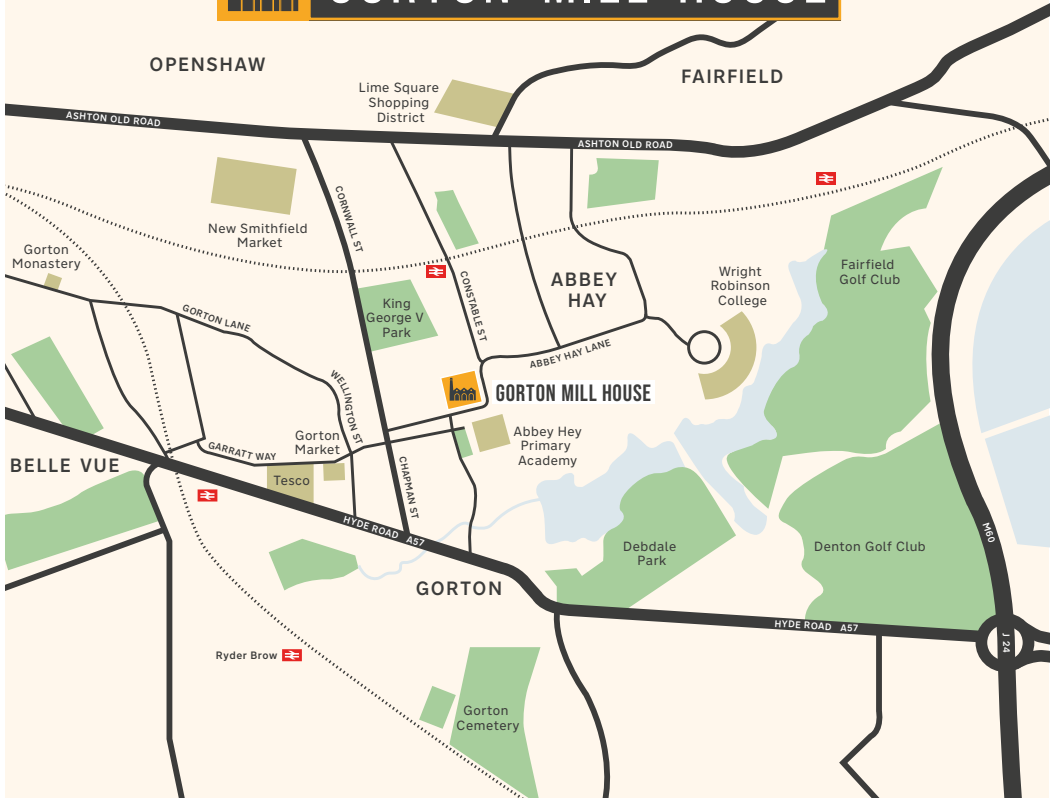 GORTON MILL HOUSE
OPENSHAW
FAIRFIELD
Lime Square
Shopping
District
ASHTON OLD ROAD
ASHTON OLD ROAD
New Smithfield
Market
CORNWALL ST
Gorton
Monastery
ABBEY
HAY
Wright
Robinson
College
Fairfield
Golf Club
CONSTABLE ST
King
George V
Park
GORTON LANE
ABBEY HAY LANE
WELLINGTON ST
GORTON MILL HOUSE
Gorton
Market
Abbey Hey
Primary
Academy
GARRATT WAY
BELLE VUE
Tesco
CHAPMAN ST
HYDE ROAD A57
M60
Debdale
Park
Denton Golf Club
GORTON
HYDE ROAD A57
J 24
Ryder Brow
Gorton
Cemetery